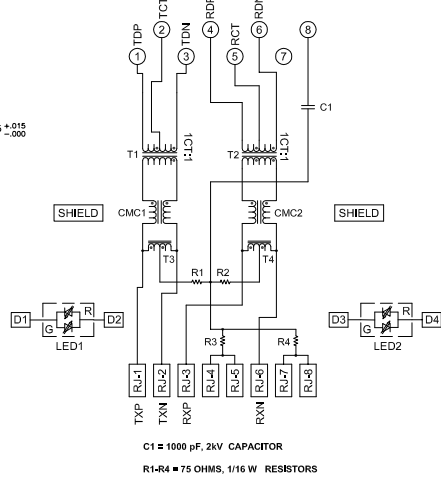 TDP TCT TDN RDP RCT RDN
1 2 3 4 5 6 7 8
+.015
-.000
C1
T1 1CT:1 T2 1CT:1
SHIELD CMC1 CMC2 SHIELD
T3 T4
R1 R2
D1 G R D2
LED1
R3 R4
D3 G R D4
LED2
RJ-1 RJ-2 RJ-3 RJ-4 RJ-5 RJ-6 RJ-7 RJ-8
TXP TXN RXP RXN
C1 = 1000 pF, 2kV CAPACITOR
R1-R4 = 75 OHMS, 1/16 W RESISTORS